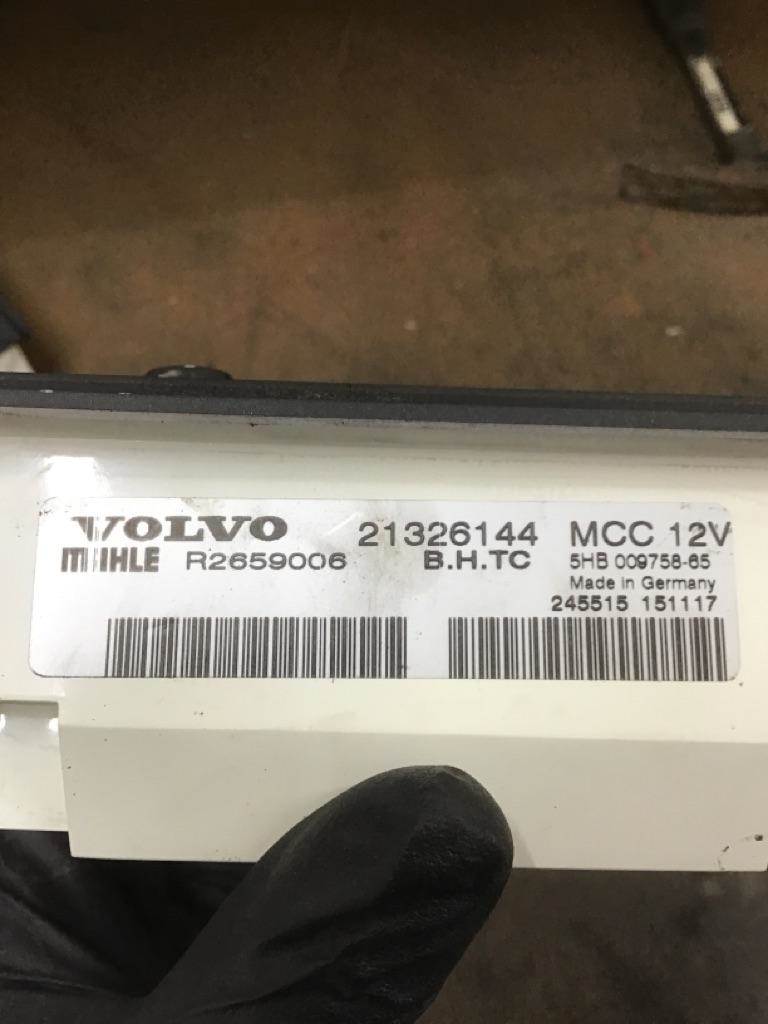 VOLVO 21326144 MCC 12V
MAHLE R2659006 B.H.TC 5HB 009758-65
Made in Germany
245515 151117